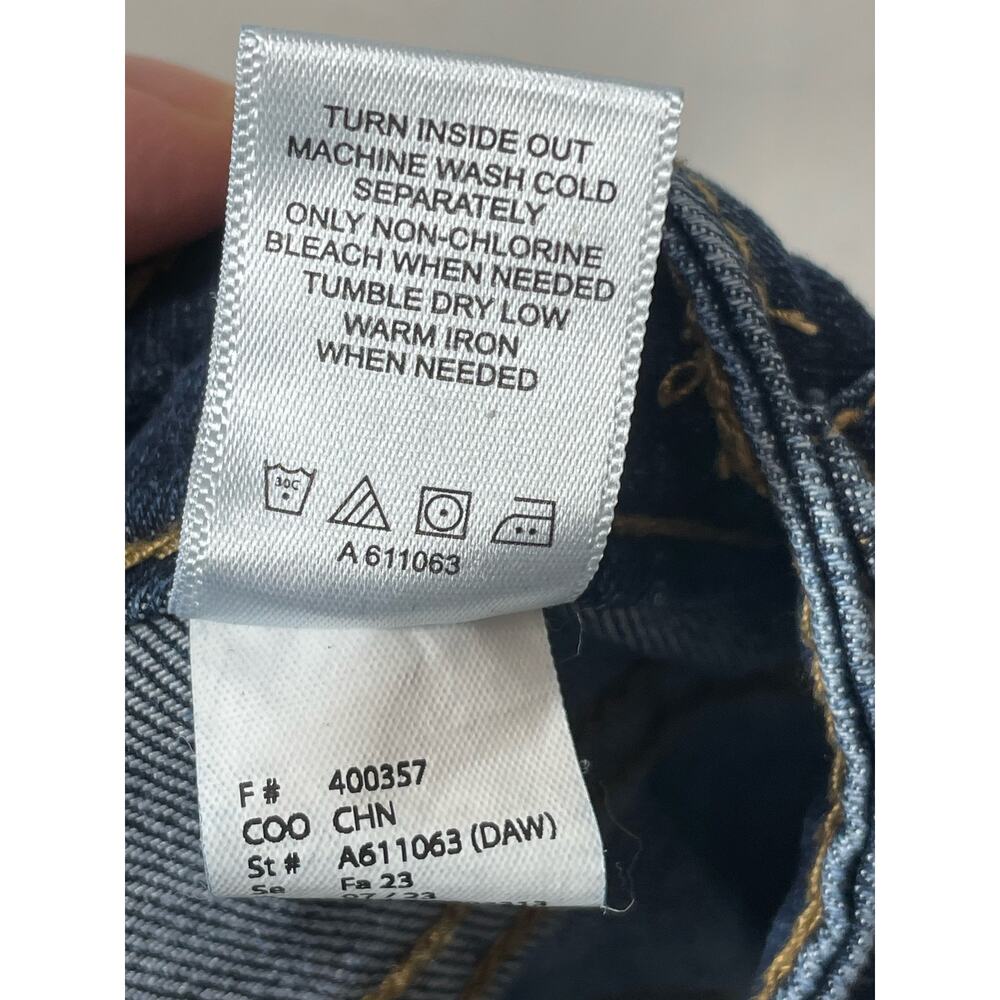 TURN INSIDE OUT
MACHINE WASH COLD
SEPARATELY
ONLY NON-CHLORINE
BLEACH WHEN NEEDED
TUMBLE DRY LOW
WARM IRON
WHEN NEEDED
30C
A 611063
F # 400357
COO CHN
St # A611063 (DAW)
Se Fa 23